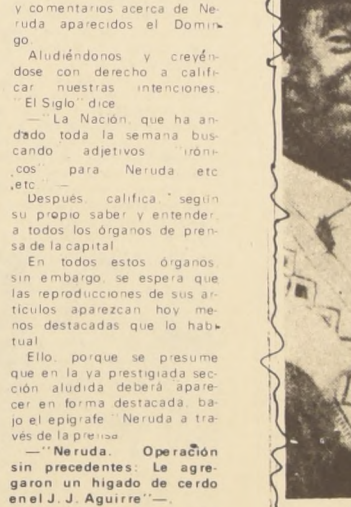 y comentarios acerca de Ne-
ruda aparecidos el Domin-
go.
Aludiéndonos y creyén-
dose con derecho a califi-
car nuestras intenciones,
"El Siglo" dice
—"La Nación, que ha an-
dado toda la semana bus-
cando adjetivos "iróni-
cos" para Neruda etc
etc —
Después, califica, según
su propio saber y entender,
a todos los órganos de pren-
sa de la capital
En todos estos órganos,
sin embargo, se espera que
las reproducciones de sus ar-
tículos aparezcan hoy me-
nos destacadas que lo habi-
tual
Ello, porque se presume
que en la ya prestigiada sec-
ción aludida deberá apare-
cer en forma destacada, ba-
jo el epígrafe "Neruda a tra-
vés de la prensa
—"Neruda. Operación
sin precedentes: Le agre-
garon un hígado de cerdo
en el J. J. Aguirre"—.